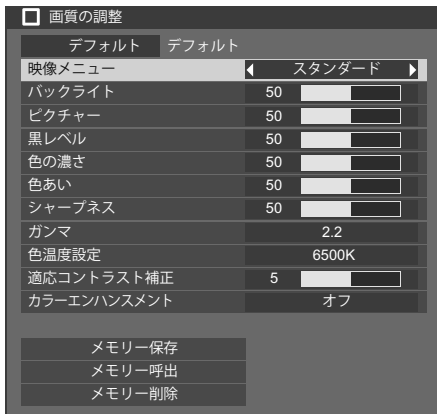 画質の調整
デフォルト デフォルト
映像メニュー スタンダード
バックライト 50
ピクチャー 50
黒レベル 50
色の濃さ 50
色あい 50
シャープネス 50
ガンマ 2.2
色温度設定 6500K
適応コントラスト補正 5
カラーエンハンスメント オフ
メモリー保存
メモリー呼出
メモリー削除